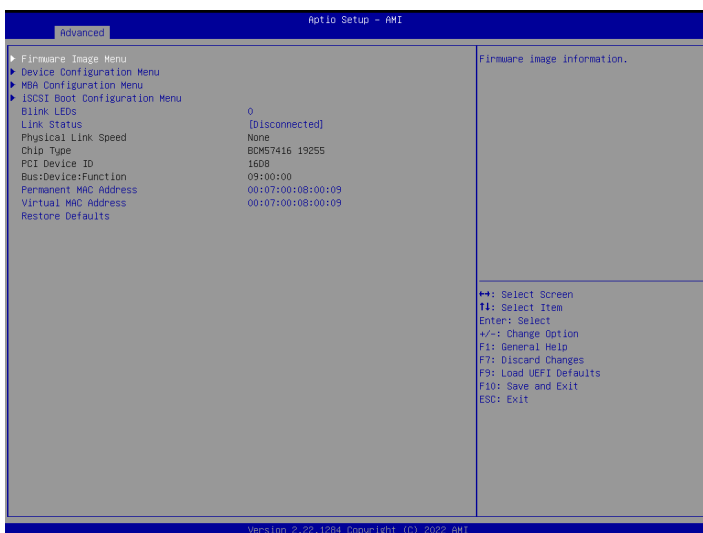 Aptio Setup – AMI
Advanced
Firmware Image Menu
Device Configuration Menu
MBA Configuration Menu
iSCSI Boot Configuration Menu
Blink LEDs 0
Link Status [Disconnected]
Physical Link Speed None
Chip Type BCM57416 19255
PCI Device ID 16D8
Bus:Device:Function 09:00:00
Permanent MAC Address 00:07:00:08:00:09
Virtual MAC Address 00:07:00:08:00:09
Restore Defaults
Firmware image information.
↔: Select Screen
↑↓: Select Item
Enter: Select
+/-: Change Option
F1: General Help
F7: Discard Changes
F9: Load UEFI Defaults
F10: Save and Exit
ESC: Exit
Version 2.22.1284 Copyright (C) 2022 AMI